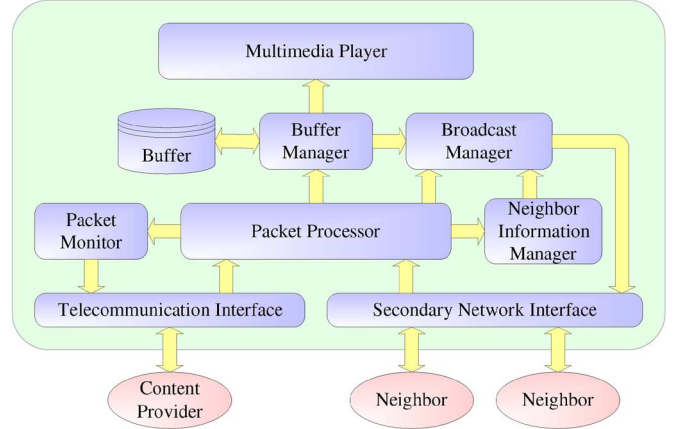 Multimedia Player
Buffer
Buffer
Manager
Broadcast
Manager
Packet
Monitor
Packet Processor
Neighbor
Information
Manager
Telecommunication Interface
Secondary Network Interface
Content
Provider
Neighbor
Neighbor